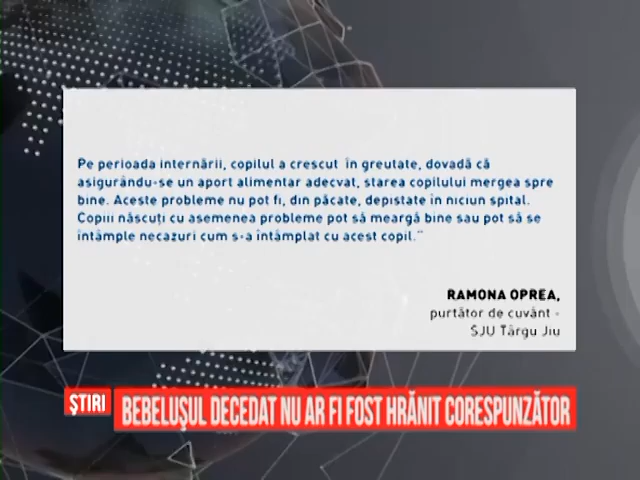 Pe perioada internării, copilul a crescut în greutate, dovadă că
asigurându-se un aport alimentar adecvat, starea copilului mergea spre
bine. Aceste probleme nu pot fi, din păcate, depistate în niciun spital.
Copiii născuți cu asemenea probleme pot să meargă bine sau pot să se
întâmple necazuri cum s-a întâmplat cu acest copil.”
RAMONA OPREA,
purtător de cuvânt -
SJU Târgu Jiu
ŞTIRI
BEBELUŞUL DECEDAT NU AR FI FOST HRĂNIT CORESPUNZĂTOR